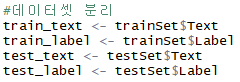 #데이터셋 분리
train_text <- trainSet$Text
train_label <- trainSet$Label
test_text <- testSet$Text
test_label <- testSet$Label